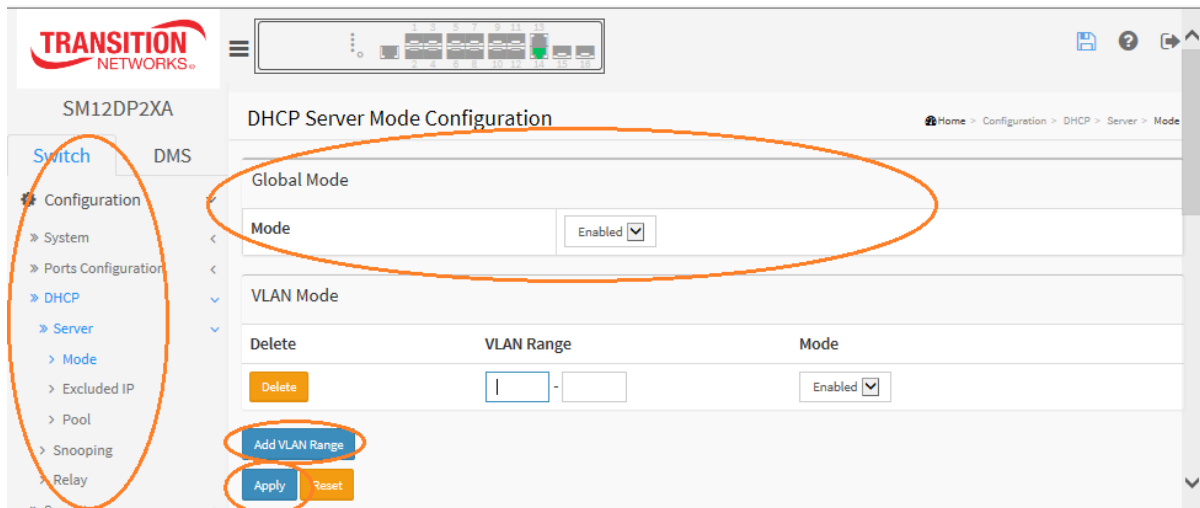 TRANSITION
NETWORKS®
1 3 5 7 9 11 13
2 4 6 8 10 12 14 15 16
SM12DP2XA
Switch DMS
Configuration
» System
» Ports Configuration
» DHCP
» Server
> Mode
> Excluded IP
> Pool
> Snooping
> Relay
DHCP Server Mode Configuration
Home > Configuration > DHCP > Server > Mode
Global Mode
Mode Enabled
VLAN Mode
Delete VLAN Range Mode
Delete - Enabled
Add VLAN Range
Apply Reset